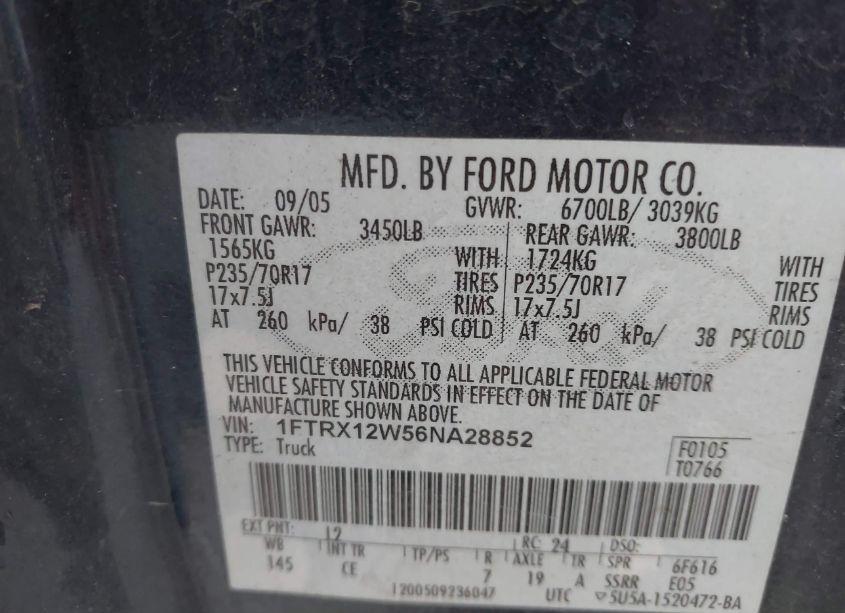 MFD. BY FORD MOTOR CO.
DATE: 09/05 GVWR: 6700LB/ 3039KG
FRONT GAWR: 3450LB REAR GAWR: 3800LB
1565KG WITH 1724KG WITH
P235/70R17 TIRES P235/70R17 TIRES
17x7.5J RIMS 17x7.5J RIMS
AT 260 kPa/ 38 PSI COLD AT 260 kPa/ 38 PSI COLD
THIS VEHICLE CONFORMS TO ALL APPLICABLE FEDERAL MOTOR
VEHICLE SAFETY STANDARDS IN EFFECT ON THE DATE OF
MANUFACTURE SHOWN ABOVE.
VIN: 1FTRX12W56NA28852
TYPE: Truck
F0105
T0766
EXT PNT: RC: 24 DSO:
WB INT TR TP/PS R AXLE TR SPR 6F616
145 CE 7 19 A SSRR E05
1200509236047 UTC 5U5A-1520472-BA